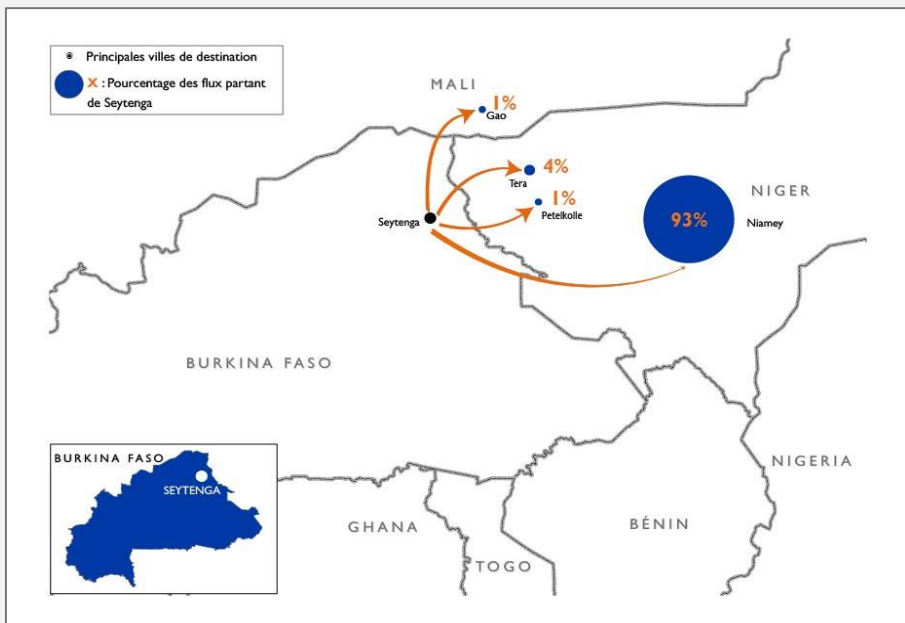 Principales villes de destination
X : Pourcentage des flux partant
de Seytenga
MALI
1%
Gao
4%
Tera
1%
Petelkolle
Seytenga
93%
NIGER
Niamey
BURKINA FASO
BURKINA FASO
SEYTENGA
NIGERIA
GHANA
BÉNIN
TOGO